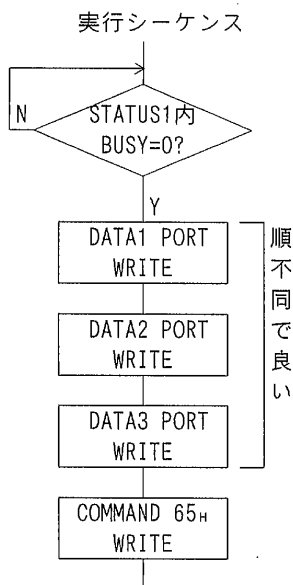 実行シーケンス
N
STATUS1内
BUSY=0?
Y
DATA1 PORT
WRITE
DATA2 PORT
WRITE
DATA3 PORT
WRITE
順不同で良い
COMMAND 65H
WRITE